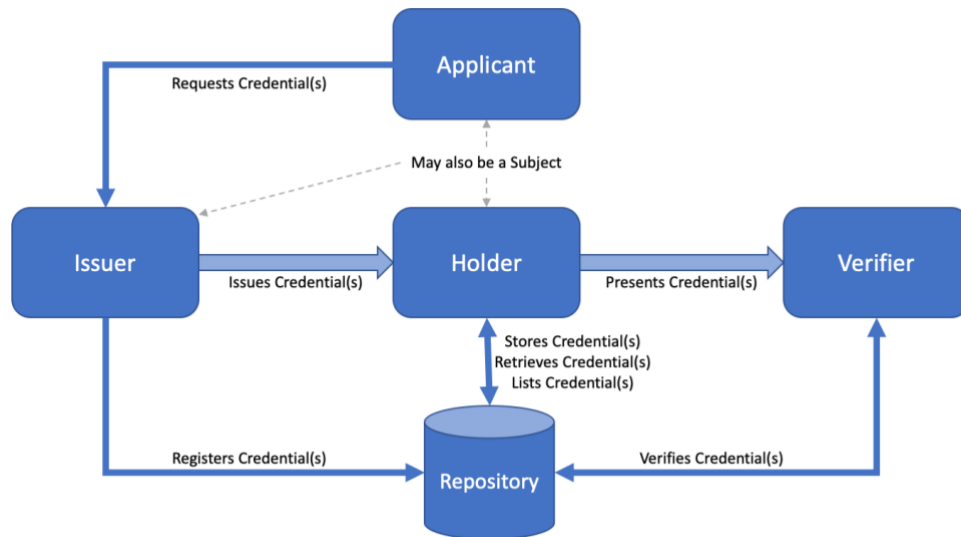 Applicant
Requests Credential(s)
May also be a Subject
Issuer
Holder
Verifier
Issues Credential(s)
Presents Credential(s)
Stores Credential(s)
Retrieves Credential(s)
Lists Credential(s)
Registers Credential(s)
Verifies Credential(s)
Repository